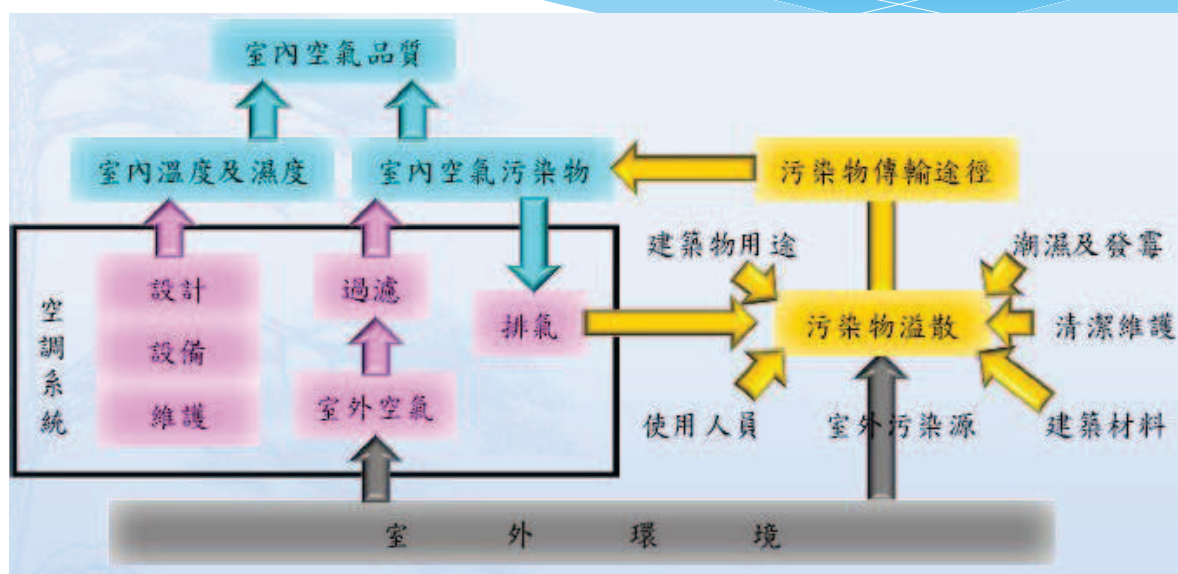 室內空氣品質
室內溫度及濕度
室內空氣污染物
污染物傳輸途徑
建築物用途
潮濕及發霉
空調系統
設計
過濾
排氣
污染物溢散
清潔維護
設備
維護
室外空氣
使用人員
室外污染源
建築材料
室外環境